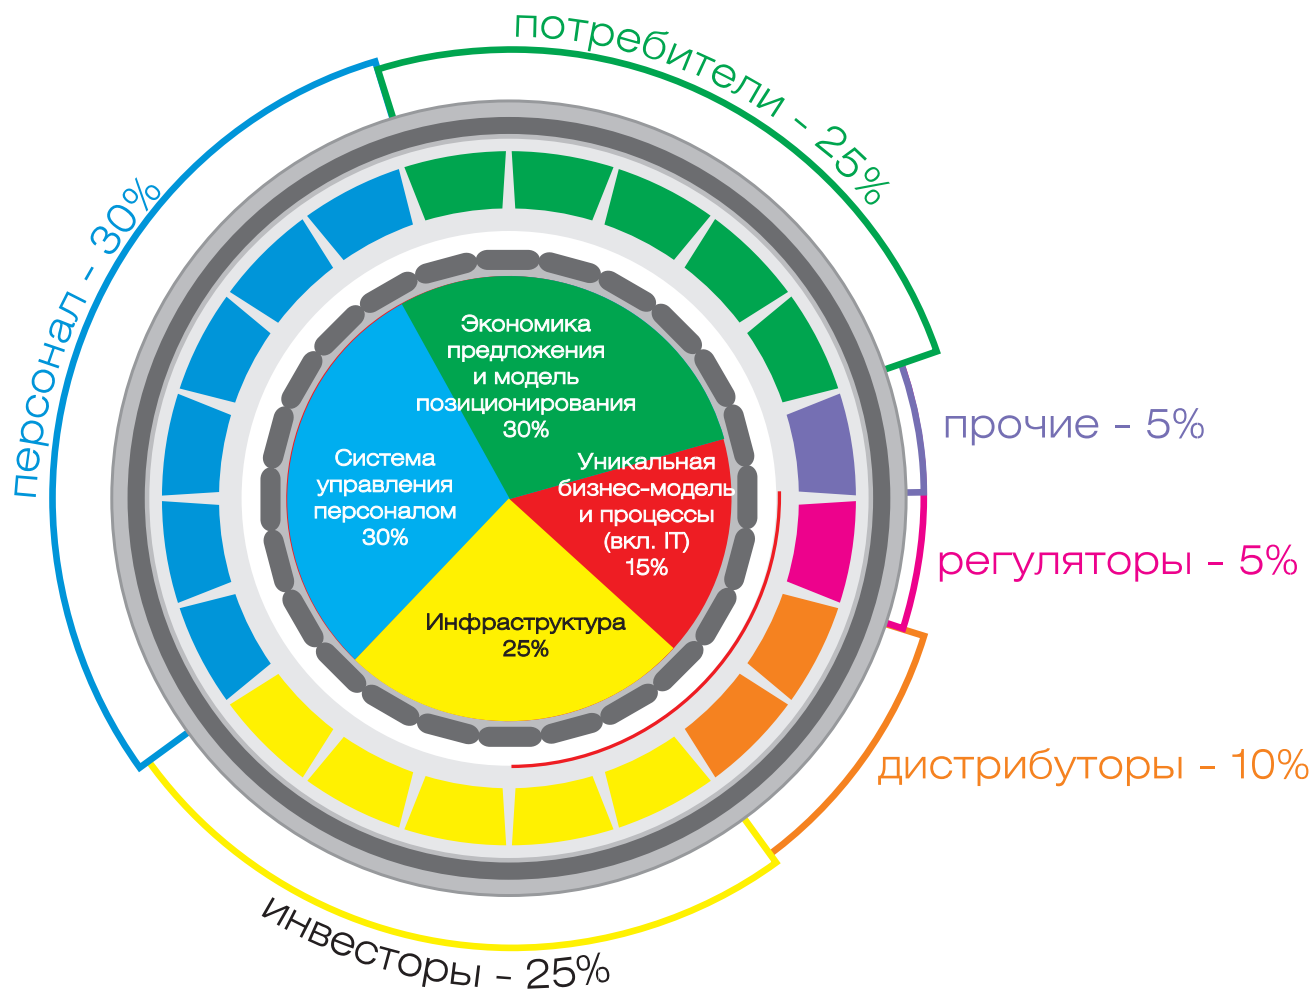 потребители - 25%
персонал - 30%
Экономика
предложения
и модель
позиционирования
30%
Система
управления
персоналом
30%
Уникальная
бизнес-модель
и процессы
(вкл. IT)
15%
Инфраструктура
25%
прочие - 5%
регуляторы - 5%
дистрибуторы - 10%
инвесторы - 25%